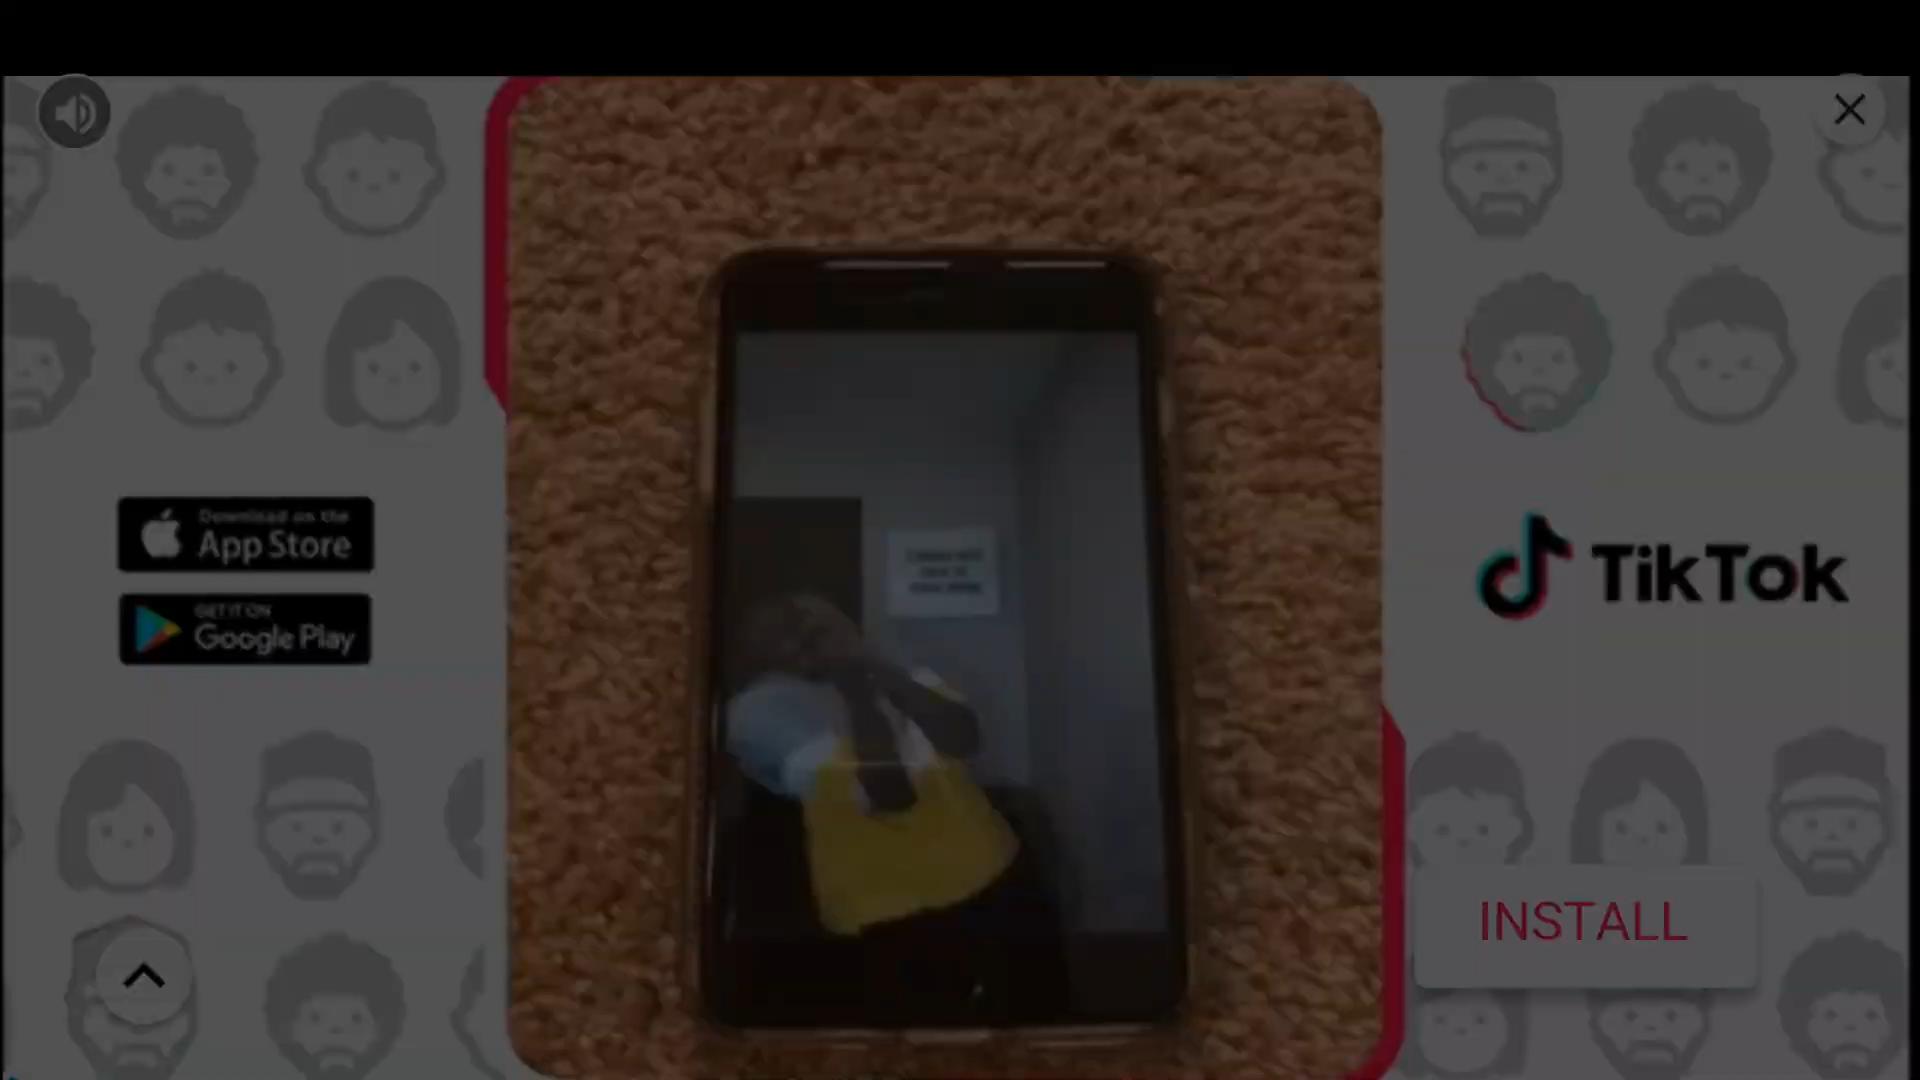 Download on the
App Store
GET IT ON
Google Play
TikTok
INSTALL